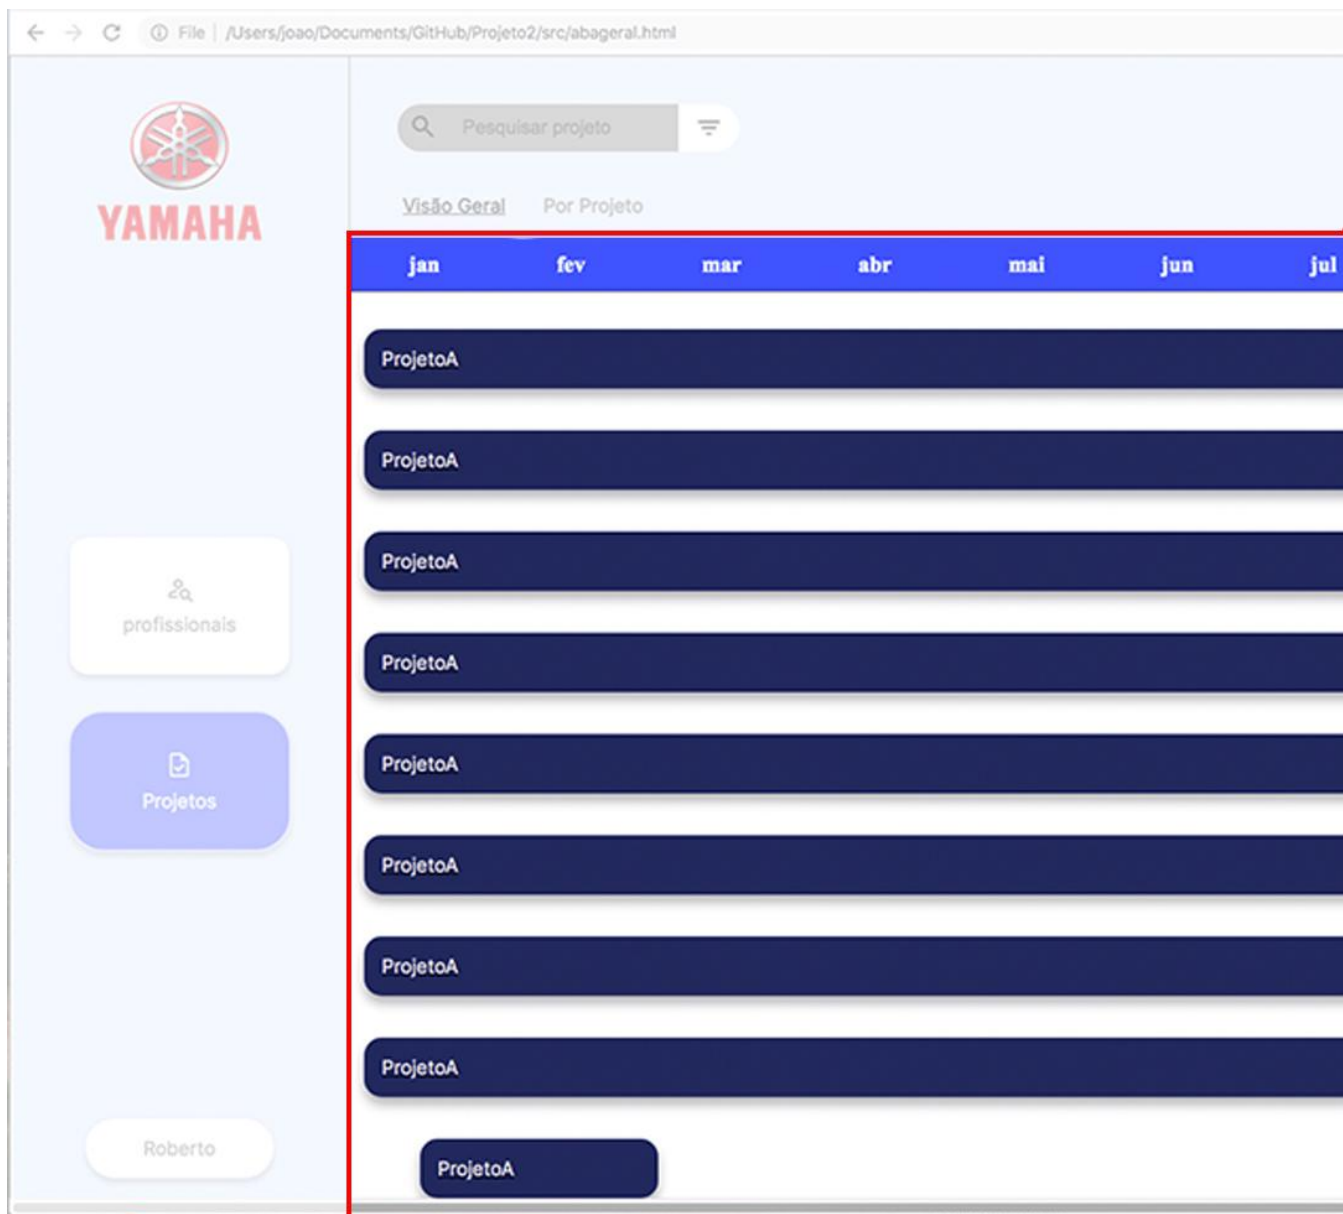 File | /Users/joao/Documents/GitHub/Projeto2/src/abageral.html
YAMAHA
Pesquisar projeto
Visão Geral Por Projeto
jan fev mar abr mai jun jul
ProjetoA
ProjetoA
ProjetoA
ProjetoA
ProjetoA
ProjetoA
ProjetoA
ProjetoA
ProjetoA
profissionais
Projetos
Roberto